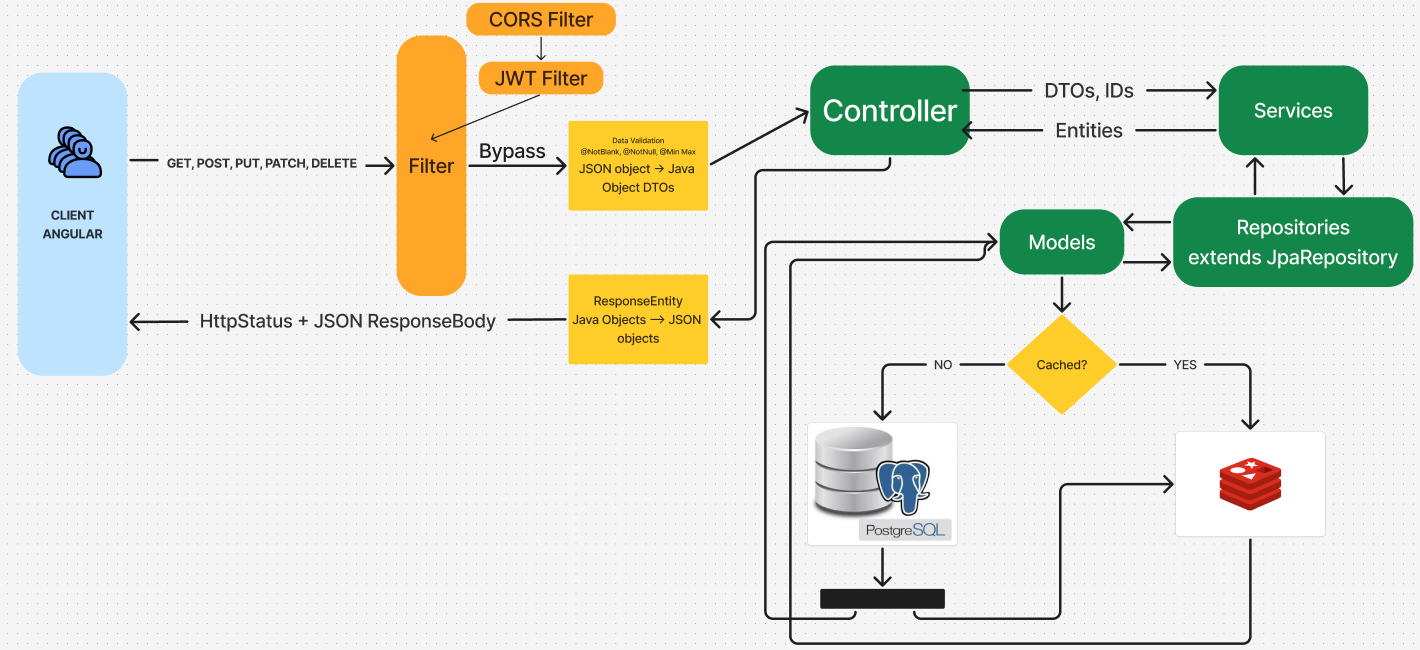 CORS Filter
JWT Filter
CLIENT
ANGULAR
GET, POST, PUT, PATCH, DELETE
Filter
Bypass
Data Validation
@NotBlank, @NotNull, @Min Max
JSON object → Java
Object DTOs
Controller
DTOs, IDs
Entities
Services
Repositories
extends JpaRepository
Models
ResponseEntity
Java Objects → JSON
objects
HttpStatus + JSON ResponseBody
Cached?
NO
YES
PostgreSQL